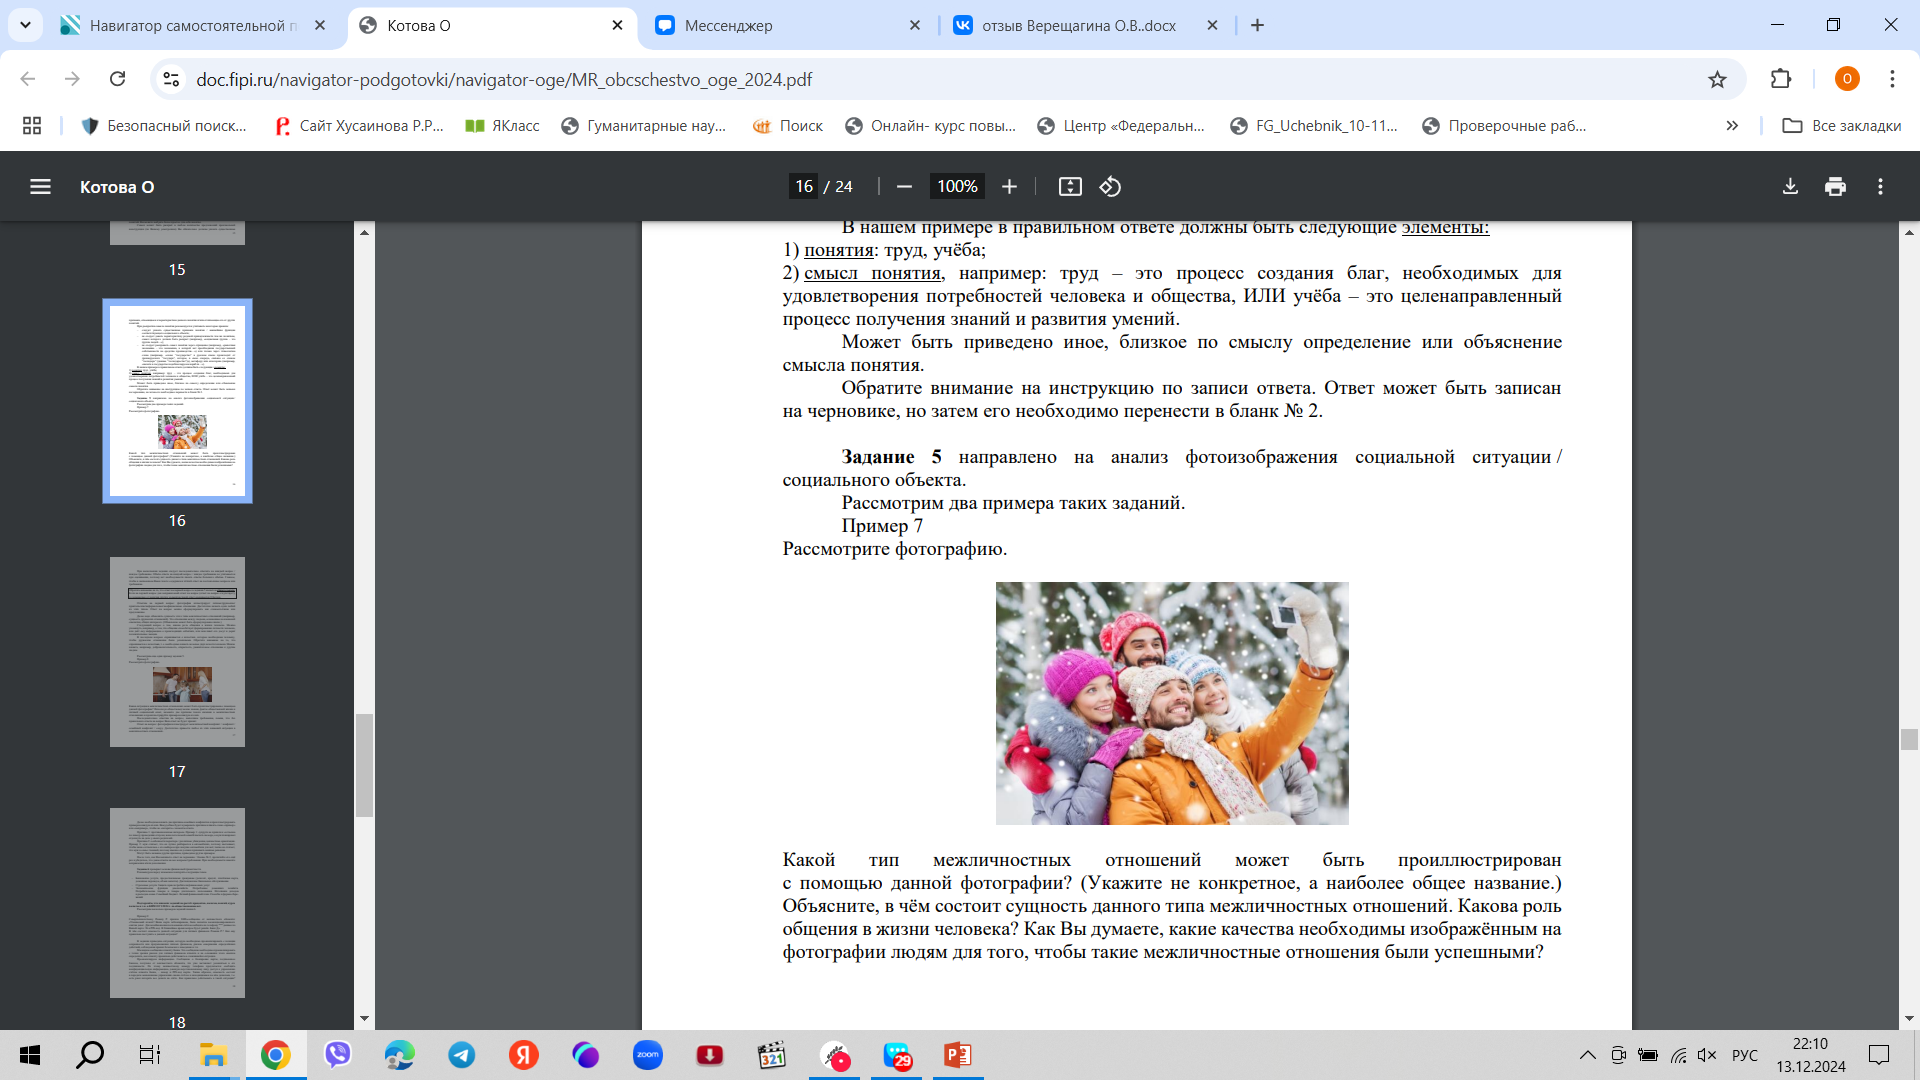 Навигатор самостоятельной п
Котова О
Мессенджер
отзыв Верещагина О.В..docx
doc.fipi.ru/navigator-podgotovki/navigator-oge/MR_obcschestvo_oge_2024.pdf
О
Безопасный поиск...
Сайт Хусаинова Р.Р...
ЯКласс
Гуманитарные нау...
Поиск
Онлайн- курс повы...
Центр «Федеральн...
FG_Uchebnik_10-11...
Проверочные раб...
Все закладки
Котова О
16 / 24
100%
15
16
17
18
В нашем примере в правильном ответе должны быть следующие элементы:
1) понятия: труд, учёба;
2) смысл понятия, например: труд – это процесс создания благ, необходимых для
удовлетворения потребностей человека и общества, ИЛИ учёба – это целенаправленный
процесс получения знаний и развития умений.
Может быть приведено иное, близкое по смыслу определение или объяснение
смысла понятия.
Обратите внимание на инструкцию по записи ответа. Ответ может быть записан
на черновике, но затем его необходимо перенести в бланк № 2.
Задание 5 направлено на анализ фотоизображения социальной ситуации /
социального объекта.
Рассмотрим два примера таких заданий.
Пример 7
Рассмотрите фотографию.
Какой тип межличностных отношений может быть проиллюстрирован
с помощью данной фотографии? (Укажите не конкретное, а наиболее общее название.)
Объясните, в чём состоит сущность данного типа межличностных отношений. Какова роль
общения в жизни человека? Как Вы думаете, какие качества необходимы изображённым на
фотографии людям для того, чтобы такие межличностные отношения были успешными?
zoom
321
29
РУС
22:10
13.12.2024